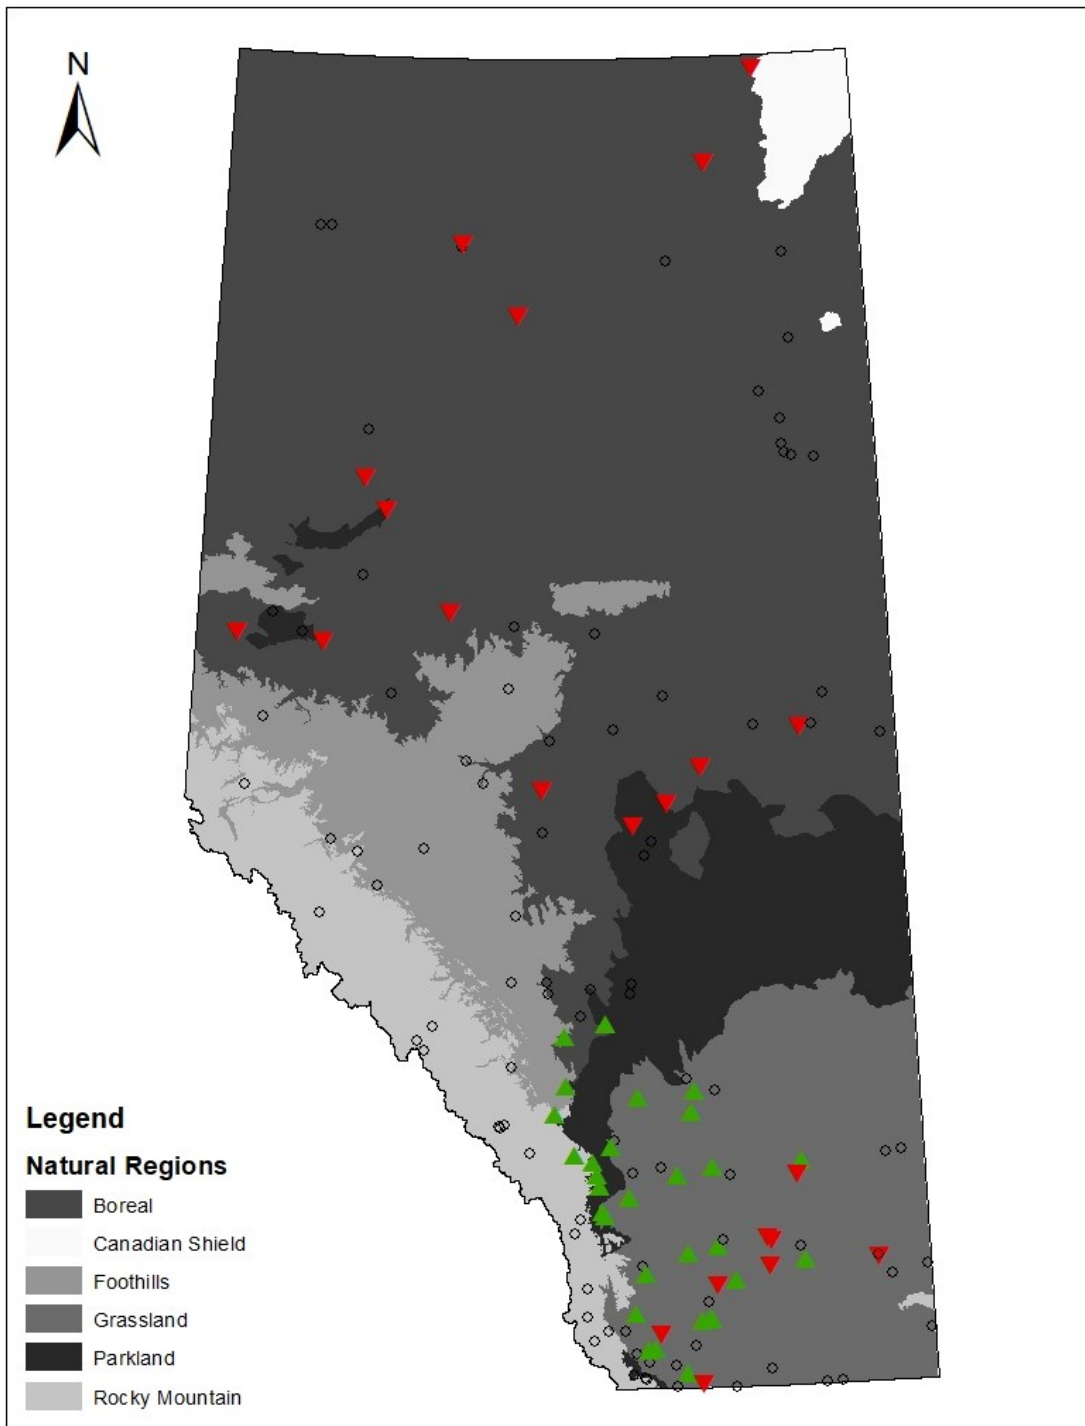 N
Legend
Natural Regions
Boreal
Canadian Shield
Foothills
Grassland
Parkland
Rocky Mountain